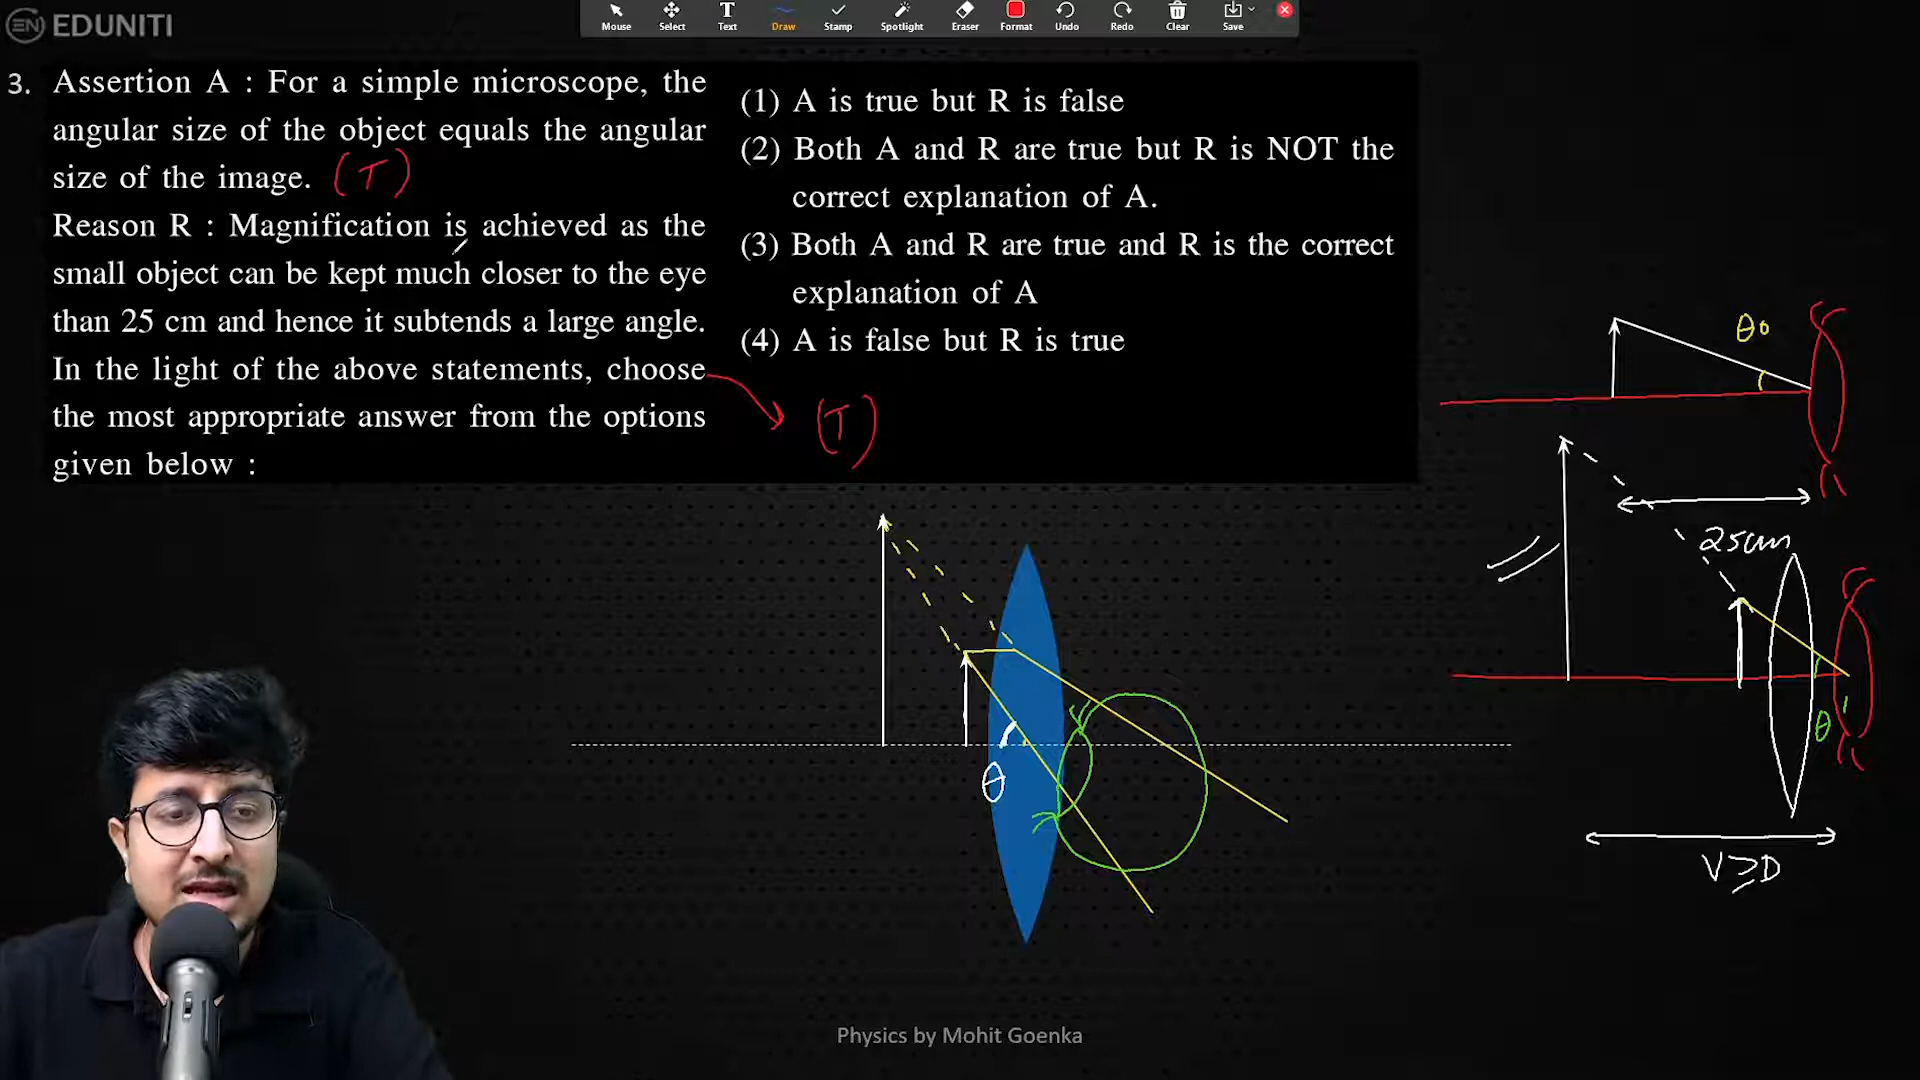 EN EDUNITI
Mouse Select Text Draw Stamp Spotlight Eraser Format Undo Redo Clear Save
3. Assertion A : For a simple microscope, the
angular size of the object equals the angular
size of the image. (T)
Reason R : Magnification is achieved as the
small object can be kept much closer to the eye
than 25 cm and hence it subtends a large angle.
In the light of the above statements, choose
the most appropriate answer from the options
given below :
(T)
(1) A is true but R is false
(2) Both A and R are true but R is NOT the
correct explanation of A.
(3) Both A and R are true and R is the correct
explanation of A
(4) A is false but R is true
θ₀
25cm
θ
θ
V≥D
Physics by Mohit Goenka